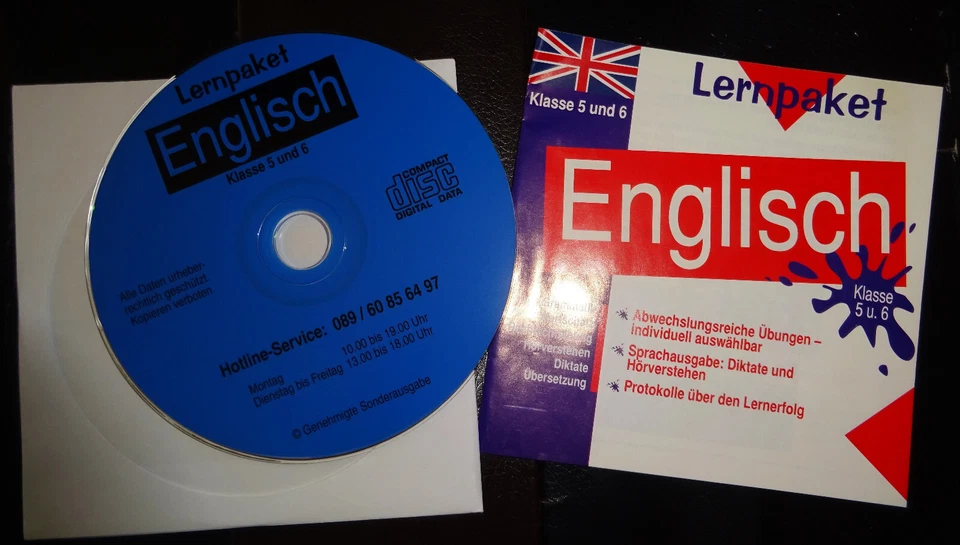 Lernpaket
Englisch
Klasse 5 und 6
COMPACT
disc
DIGITAL DATA
Alle Daten urheber-
rechtlich geschützt.
Kopieren verboten
Hotline-Service: 089 / 60 85 64 97
Montag 10.00 bis 19.00 Uhr
Dienstag bis Freitag 13.00 bis 18.00 Uhr
© Genehmigte Sonderausgabe
Klasse 5 und 6
Lernpaket
Englisch
Klasse
5 u. 6
Abwechslungsreiche Übungen –
individuell auswählbar
Sprachausgabe: Diktate und
Hörverstehen
Protokolle über den Lernerfolg
Hörverstehen
Diktate
Übersetzung